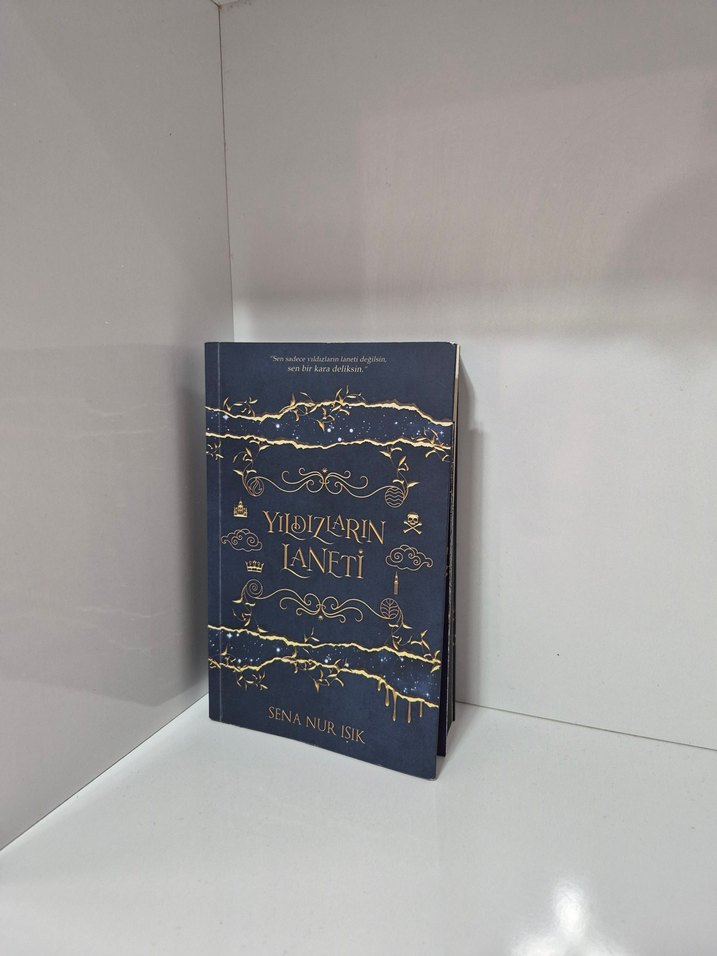 "Sen sadece yıldızların laneti değilsin,
sen bir kara deliksin."
YILDIZLARIN
LANETİ
SENA NUR IŞIK